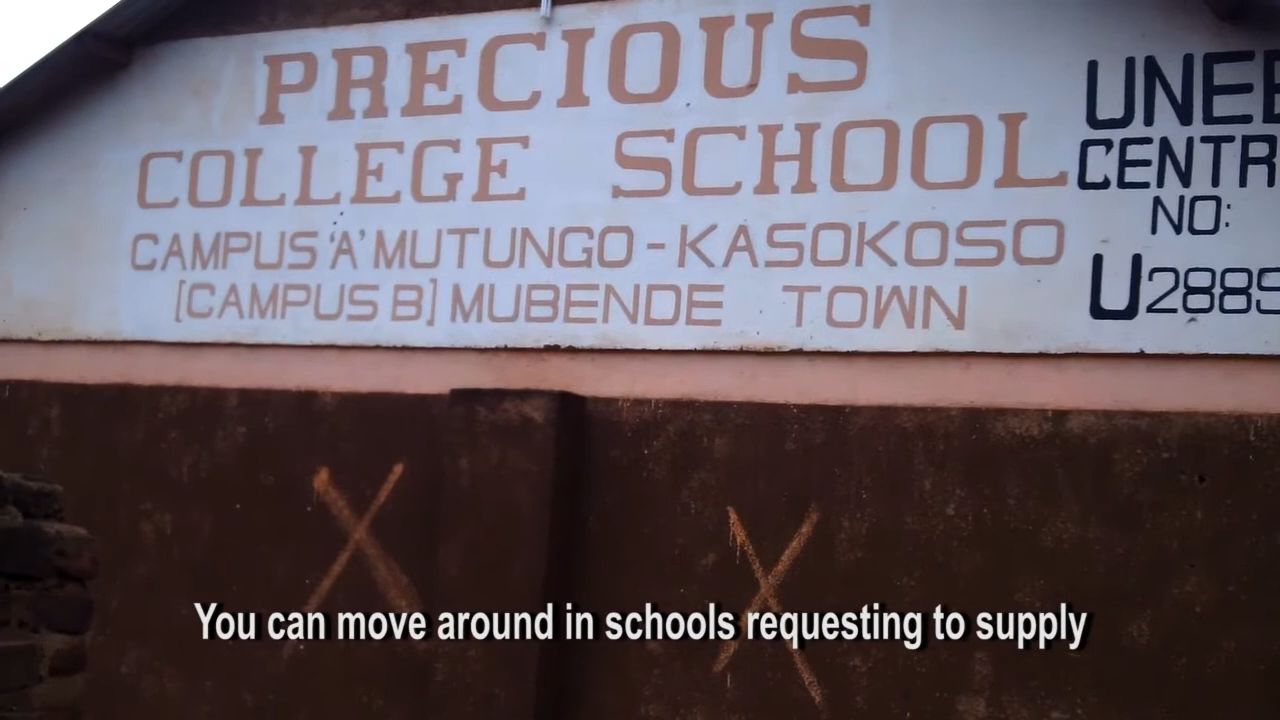 PRECIOUS
COLLEGE SCHOOL
CAMPUS 'A' MUTUNGO - KASOKOSO
[CAMPUS B] MUBENDE TOWN
CENTR
NO:
U2885
You can move around in schools requesting to supply